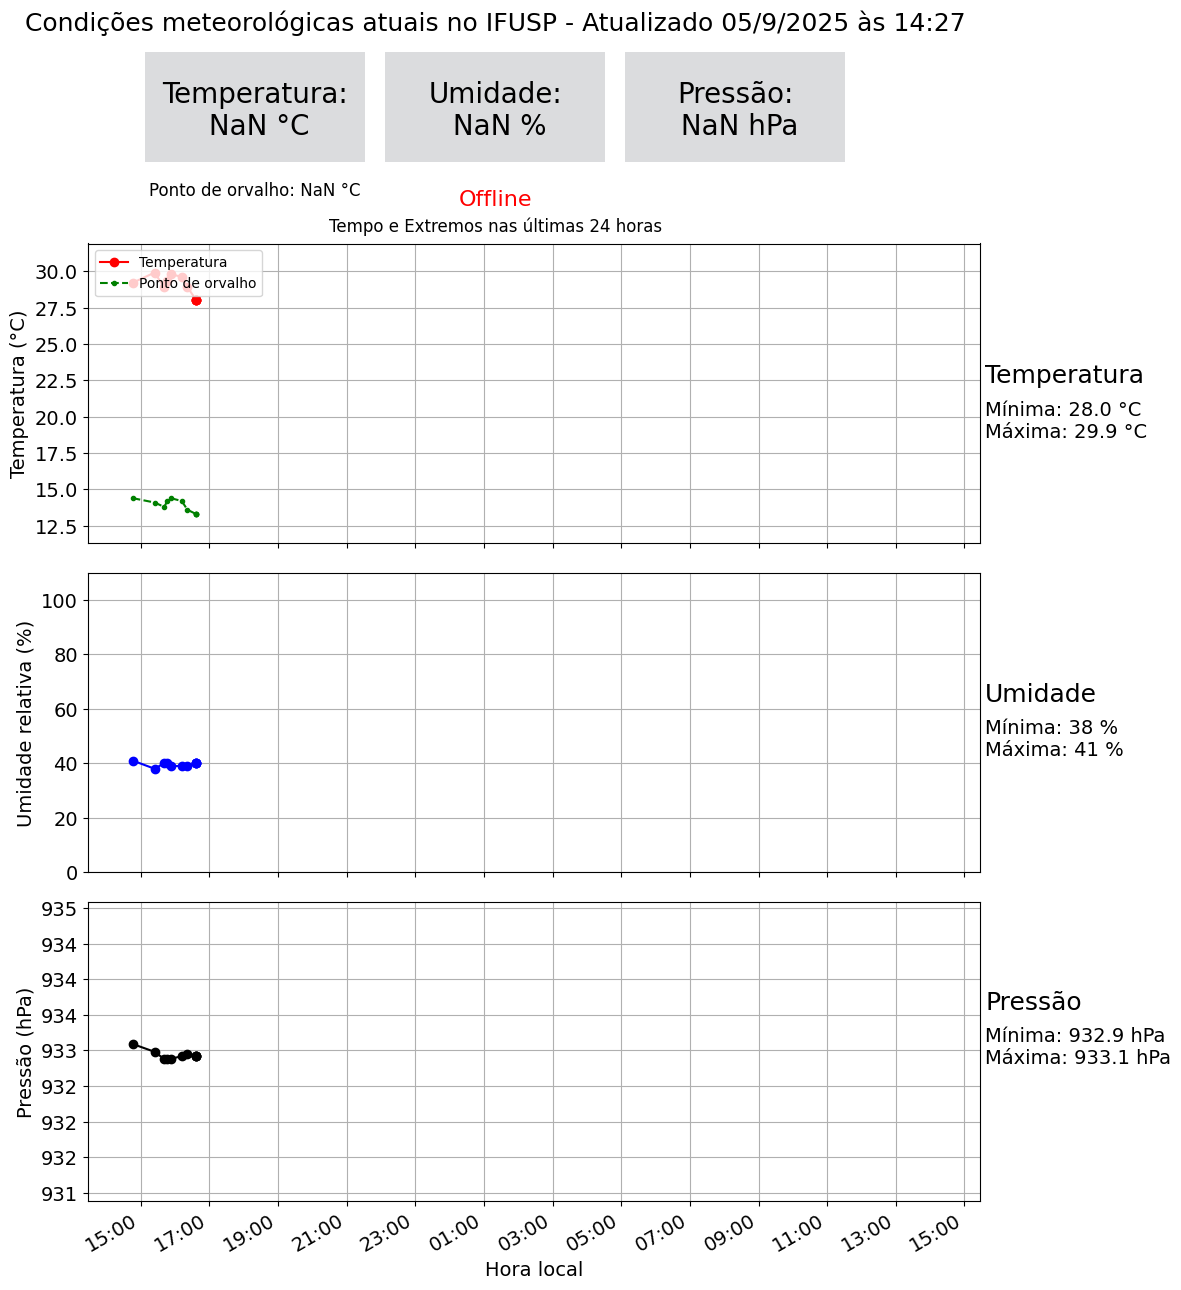 Condições meteorológicas atuais no IFUSP - Atualizado 05/9/2025 às 14:27
Temperatura:
NaN °C
Umidade:
NaN %
Pressão:
NaN hPa
Ponto de orvalho: NaN °C
Offline
Tempo e Extremos nas últimas 24 horas
Temperatura
Ponto de orvalho
Temperatura (°C)
30.0
27.5
25.0
22.5
20.0
17.5
15.0
12.5
Temperatura
Mínima: 28.0 °C
Máxima: 29.9 °C
Umidade relativa (%)
100
80
60
40
20
0
Umidade
Mínima: 38 %
Máxima: 41 %
Pressão (hPa)
935
934
934
934
933
932
932
932
931
Pressão
Mínima: 932.9 hPa
Máxima: 933.1 hPa
15:00 17:00 19:00 21:00 23:00 01:00 03:00 05:00 07:00 09:00 11:00 13:00 15:00
Hora local